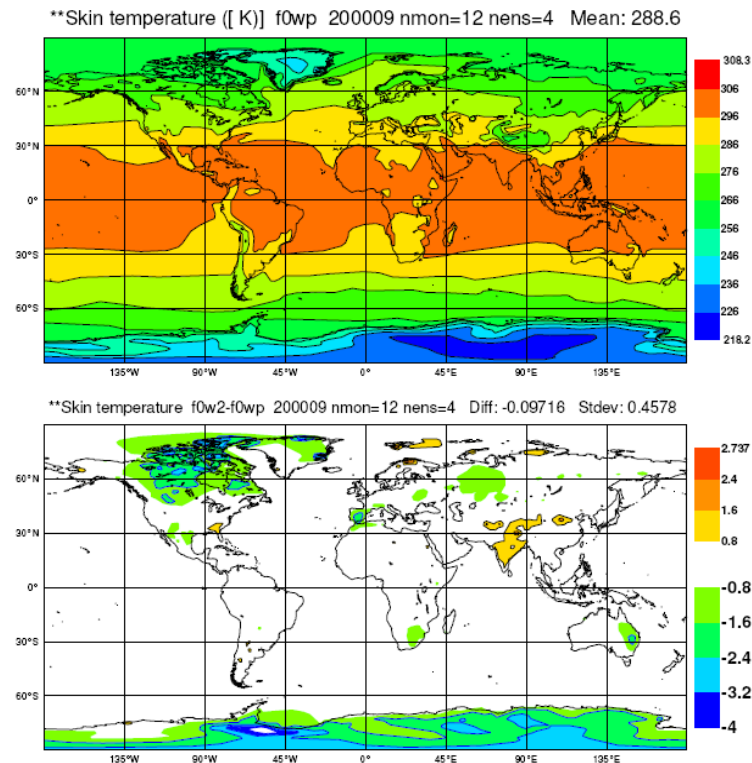 **Skin temperature ([ K)] f0wp 200009 nmon=12 nens=4 Mean: 288.6
308.3
306
296
286
276
266
256
246
236
226
218.2
60°N
30°N
0°
30°S
60°S
135°W 90°W 45°W 0° 45°E 90°E 135°E
**Skin temperature f0w2-f0wp 200009 nmon=12 nens=4 Diff: -0.09716 Stdev: 0.4578
2.737
2.4
1.6
0.8
-0.8
-1.6
-2.4
-3.2
-4
60°N
30°N
0°
30°S
60°S
135°W 90°W 45°W 0° 45°E 90°E 135°E